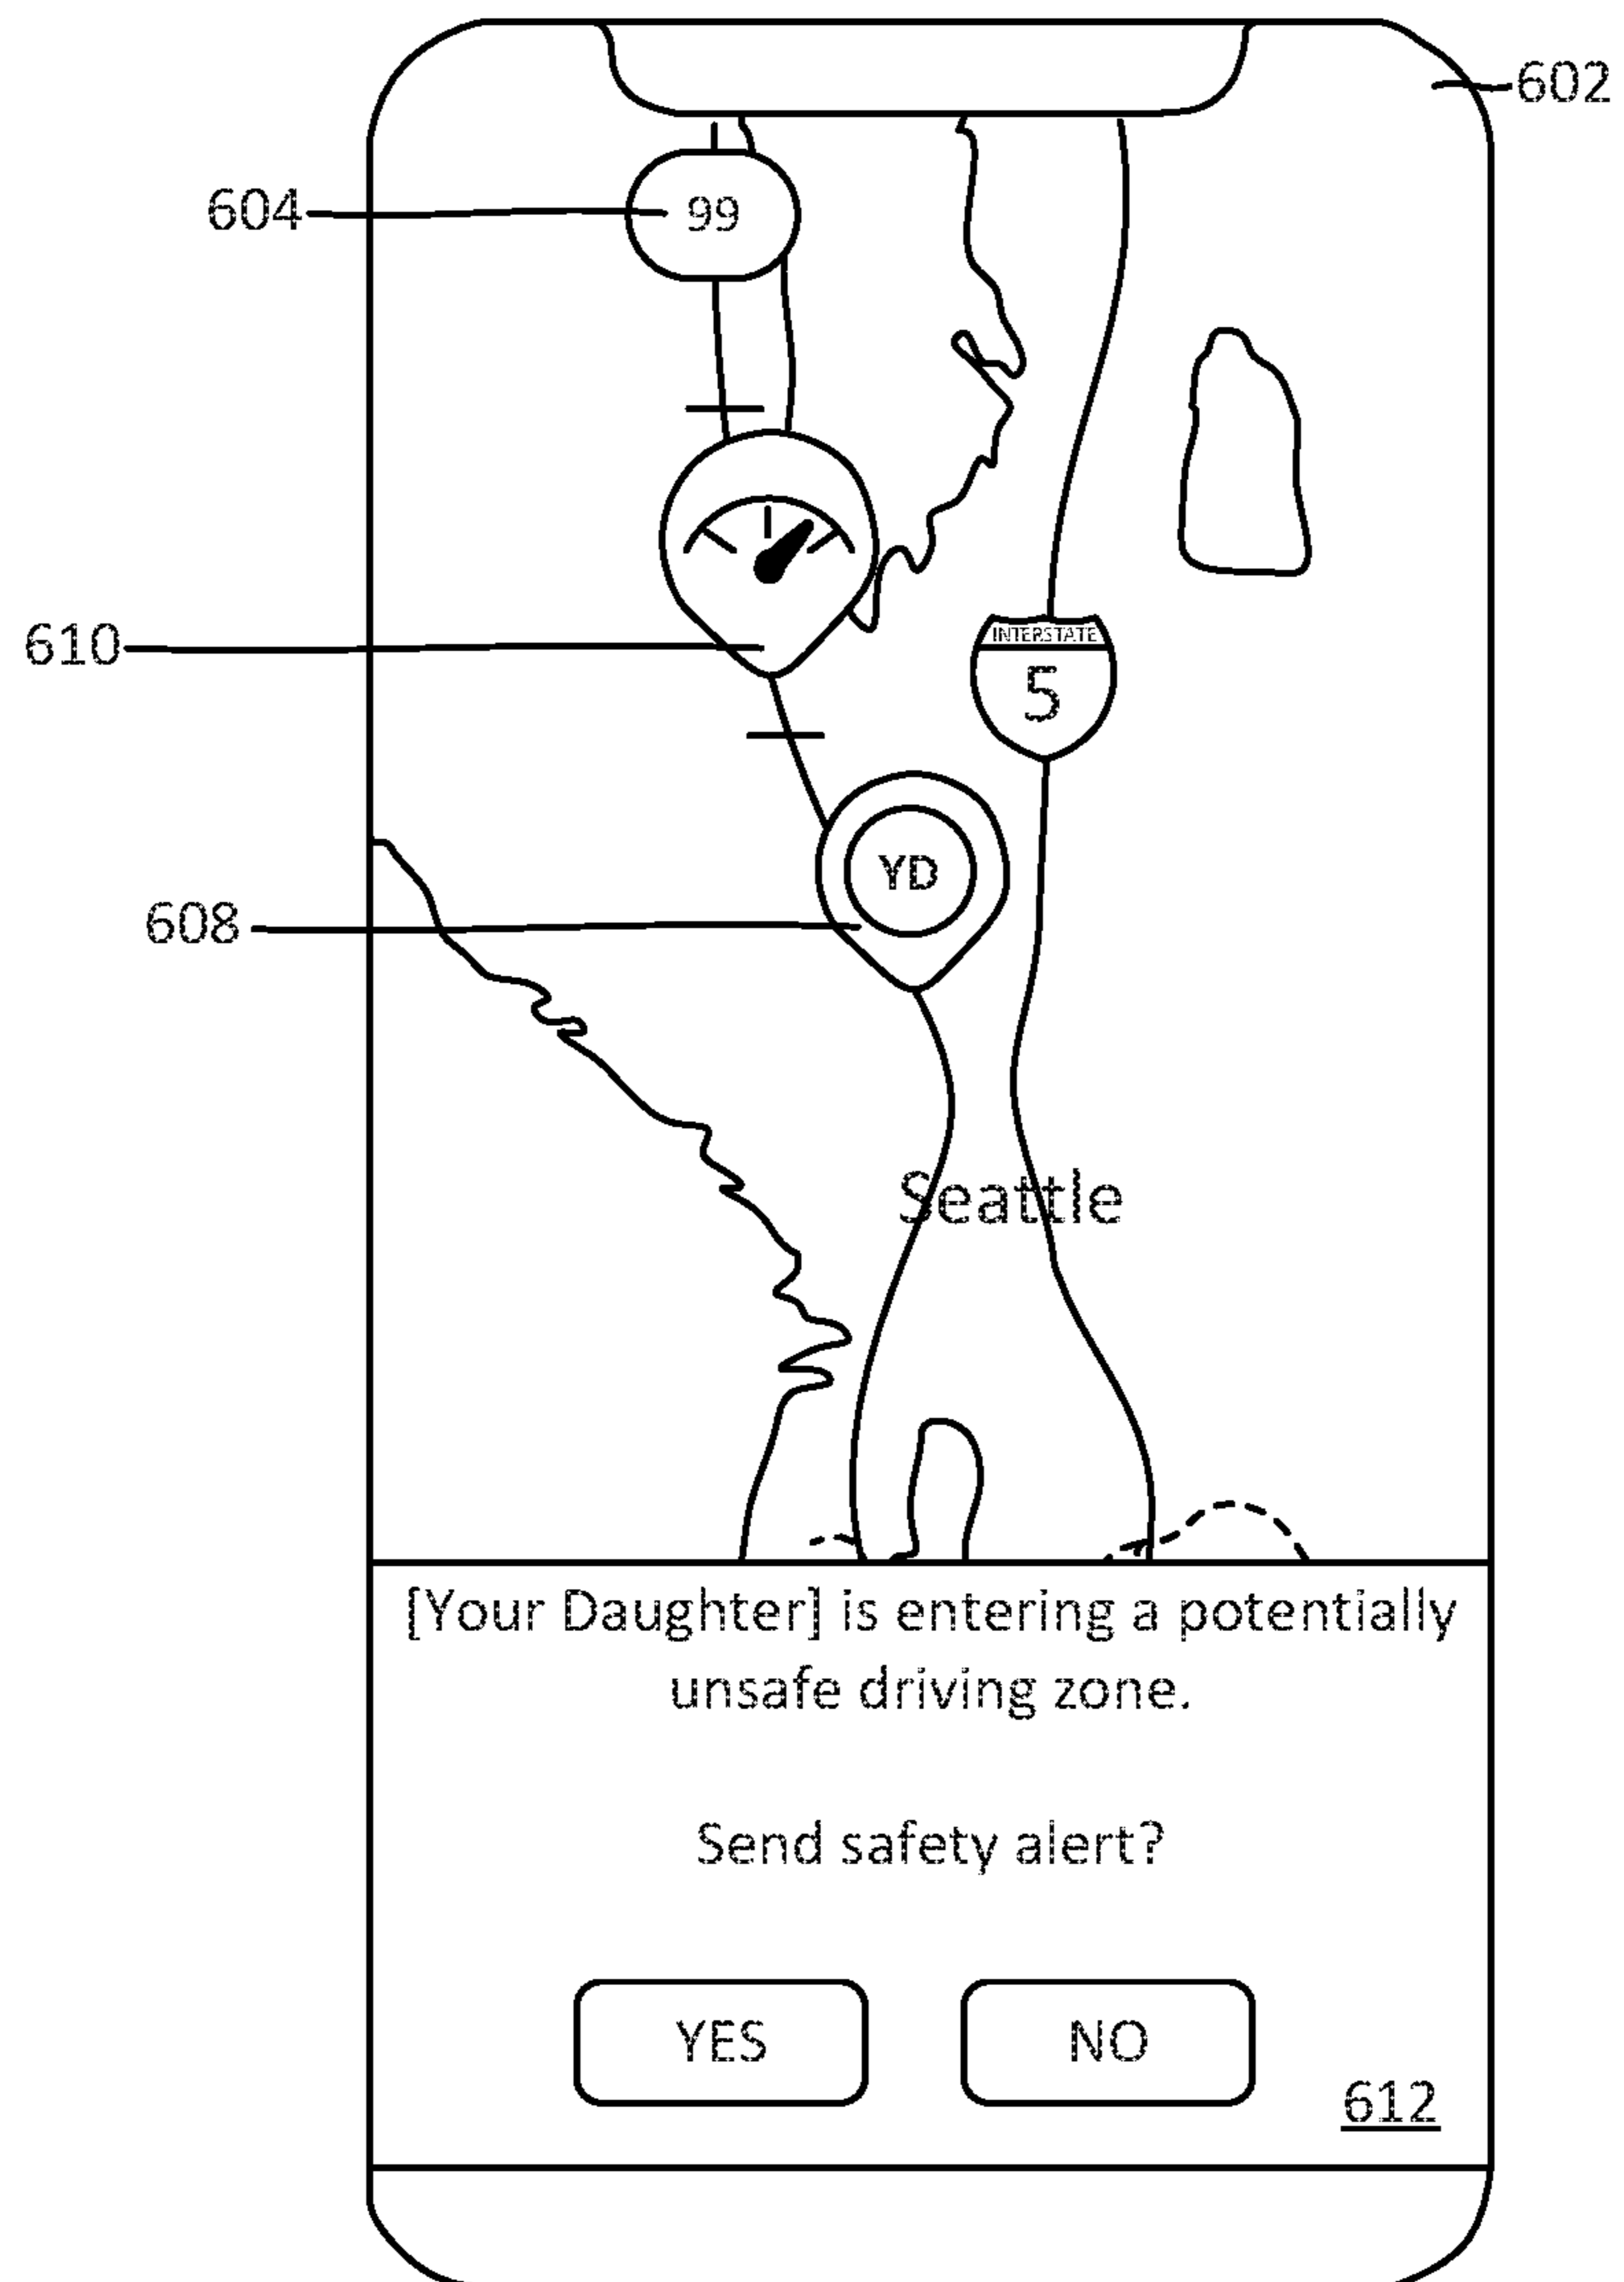 602
604
99
610
INTERSTATE
5
YD
608
Seattle
[Your Daughter] is entering a potentially
unsafe driving zone.
Send safety alert?
YES NO
612